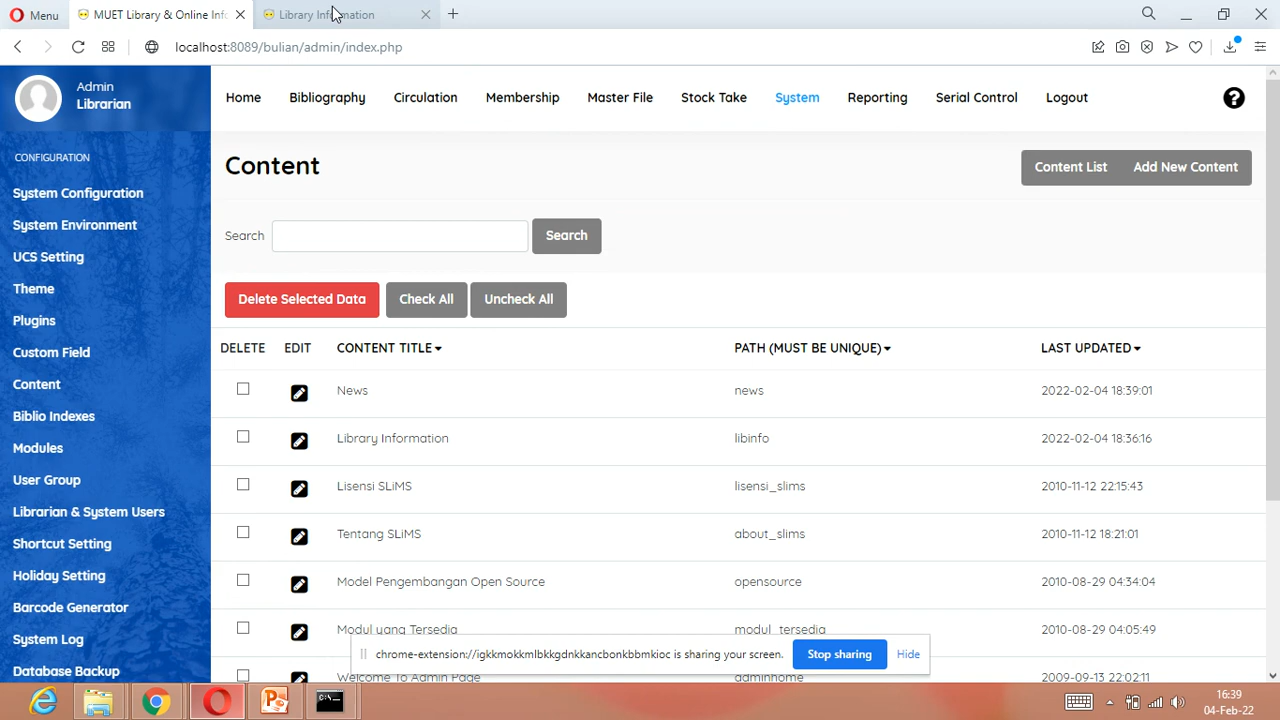 Menu
MUET Library & Online Inf
Library Information
localhost:8089/bulian/admin/index.php
Admin
Librarian
Home Bibliography Circulation Membership Master File Stock Take System Reporting Serial Control Logout
CONFIGURATION
System Configuration
System Environment
UCS Setting
Theme
Plugins
Custom Field
Content
Biblio Indexes
Modules
User Group
Librarian & System Users
Shortcut Setting
Holiday Setting
Barcode Generator
System Log
Database Backup
Content
Content List Add New Content
Search Search
Delete Selected Data Check All Uncheck All
DELETE EDIT CONTENT TITLE PATH (MUST BE UNIQUE) LAST UPDATED
News news 2022-02-04 18:39:01
Library Information libinfo 2022-02-04 18:36:16
Lisensi SLiMS lisensi_slims 2010-11-12 22:15:43
Tentang SLiMS about_slims 2010-11-12 18:21:01
Model Pengembangan Open Source opensource 2010-08-29 04:34:04
Modul yang Tersedia modul_tersedia 2010-08-29 04:05:49
Welcome To Admin Page adminhome 2009-09-13 22:02:11
chrome-extension://igkkmokkmlbkkgdnkkancbonkbbmkioc is sharing your screen. Stop sharing Hide
16:39
04-Feb-22